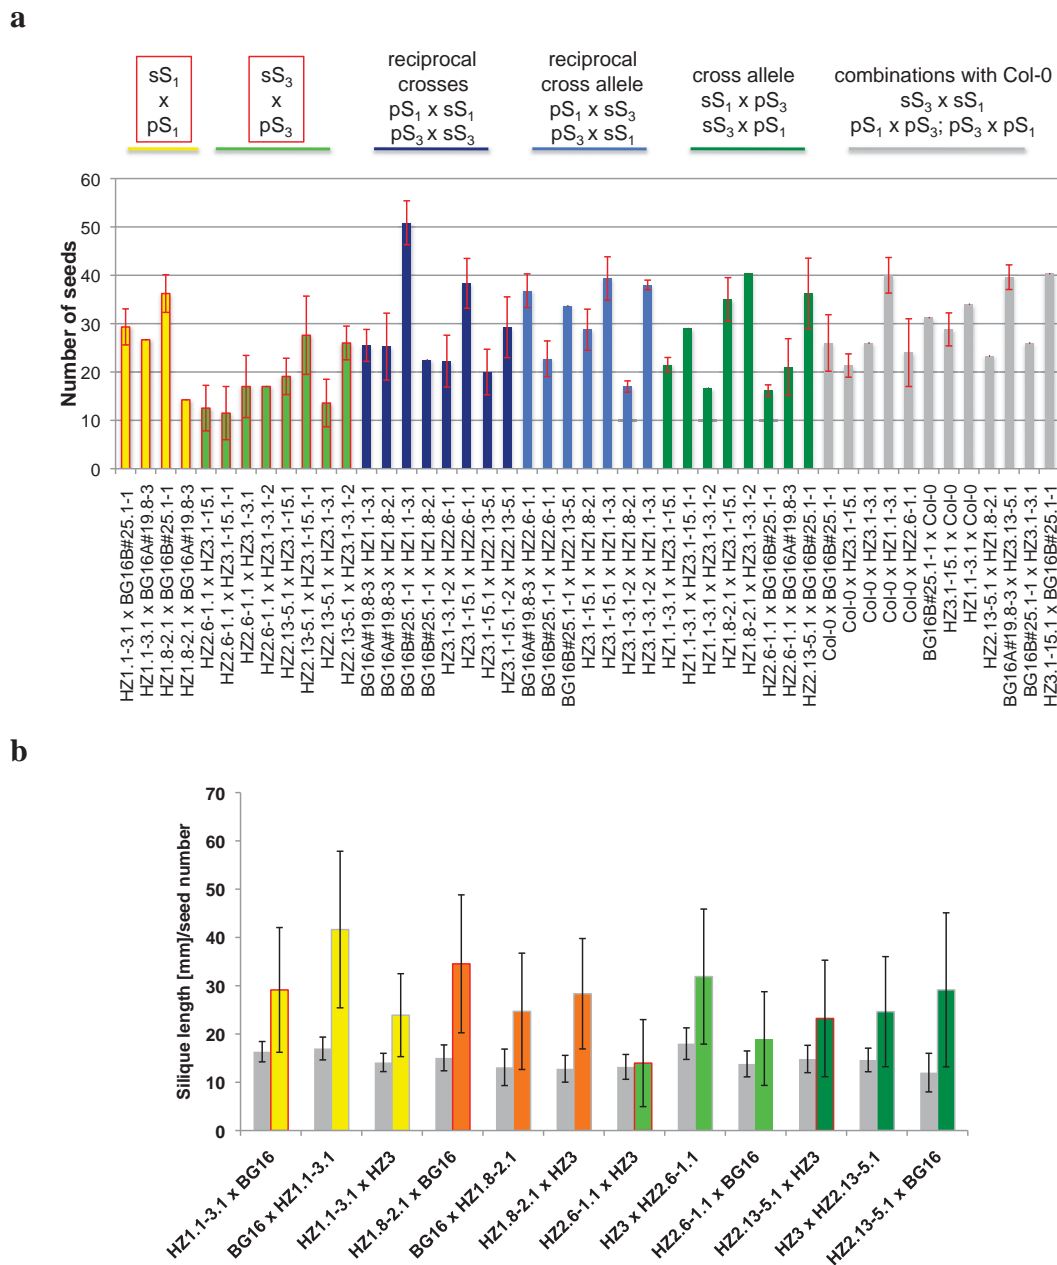 a
sS1
x
pS1
sS3
x
pS3
reciprocal
crosses
pS1 x sS1
pS3 x sS3
reciprocal
cross allele
pS1 x sS3
pS3 x sS1
cross allele
sS1 x pS3
sS3 x pS1
combinations with Col-0
sS3 x sS1
pS1 x pS3; pS3 x pS1
Number of seeds
60
50
40
30
20
10
0
HZ1.1-3.1 x BG16B#25.1-1
HZ1.1-3.1 x BG16A#19.8-3
HZ1.8-2.1 x BG16B#25.1-1
HZ1.8-2.1 x BG16A#19.8-3
HZ2.6-1.1 x HZ3.1-15.1
HZ2.6-1.1 x HZ3.1-15.1-1
HZ2.6-1.1 x HZ3.1-3.1
HZ2.6-1.1 x HZ3.1-3.1-2
HZ2.13-5.1 x HZ3.1-15.1
HZ2.13-5.1 x HZ3.1-15.1-1
HZ2.13-5.1 x HZ3.1-3.1
HZ2.13-5.1 x HZ3.1-3.1-2
BG16A#19.8-3 x HZ1.1-3.1
BG16A#19.8-3 x HZ1.8-2.1
BG16B#25.1-1 x HZ1.1-3.1
BG16B#25.1-1 x HZ1.8-2.1
HZ3.1-3.1-2 x HZ2.6-1.1
HZ3.1-15.1 x HZ2.6-1.1
HZ3.1-15.1 x HZ2.13-5.1
HZ3.1-15.1-2 x HZ2.13-5.1
BG16A#19.8-3 x HZ2.6-1.1
BG16B#25.1-1 x HZ2.6-1.1
BG16B#25.1-1 x HZ2.13-5.1
HZ3.1-15.1 x HZ1.8-2.1
HZ3.1-15.1 x HZ1.1-3.1
HZ3.1-3.1-2 x HZ1.8-2.1
HZ3.1-3.1-2 x HZ1.1-3.1
HZ1.1-3.1 x HZ3.1-15.1
HZ1.1-3.1 x HZ3.1-15.1-1
HZ1.1-3.1 x HZ3.1-3.1-2
HZ1.8-2.1 x HZ3.1-15.1
HZ1.8-2.1 x HZ3.1-3.1-2
HZ2.6-1.1 x BG16B#25.1-1
HZ2.6-1.1 x BG16A#19.8-3
HZ2.13-5.1 x BG16B#25.1-1
Col-0 x BG16B#25.1-1
Col-0 x HZ3.1-15.1
Col-0 x HZ3.1-3.1
Col-0 x HZ1.1-3.1
Col-0 x HZ2.6-1.1
BG16B#25.1-1 x Col-0
HZ3.1-15.1 x Col-0
HZ1.1-3.1 x Col-0
HZ2.13-5.1 x HZ1.8-2.1
BG16A#19.8-3 x HZ3.13-5.1
BG16B#25.1-1 x HZ3.1-3.1
HZ3.1-15.1 x BG16B#25.1-1
b
Silique length [mm]/seed number
70
60
50
40
30
20
10
0
HZ1.1-3.1 x BG16
BG16 x HZ1.1-3.1
HZ1.1-3.1 x HZ3
HZ1.8-2.1 x BG16
BG16 x HZ1.8-2.1
HZ1.8-2.1 x HZ3
HZ2.6-1.1 x HZ3
HZ3 x HZ2.6-1.1
HZ2.6-1.1 x BG16
HZ2.13-5.1 x HZ3
HZ3 x HZ2.13-5.1
HZ2.13-5.1 x BG16